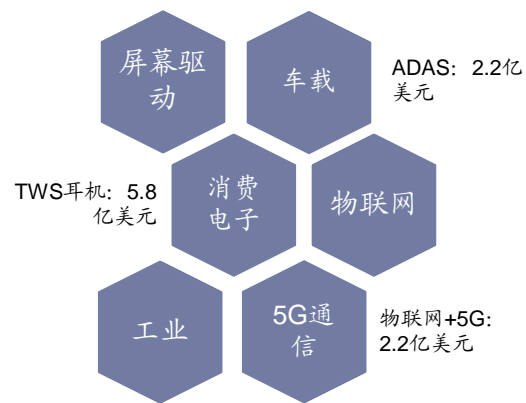 屏幕驱
动
车载
ADAS：2.2亿
美元
TWS耳机：5.8
亿美元
消费
电子
物联网
工业
5G通
信
物联网+5G：
2.2亿美元